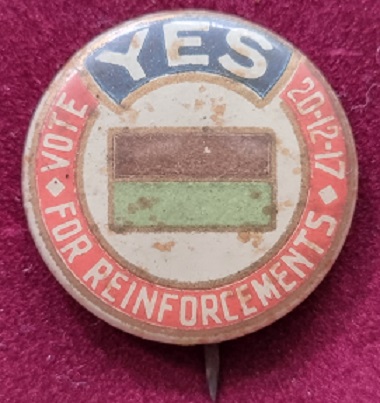 YES
VOTE FOR REINFORCEMENTS 20-12-17